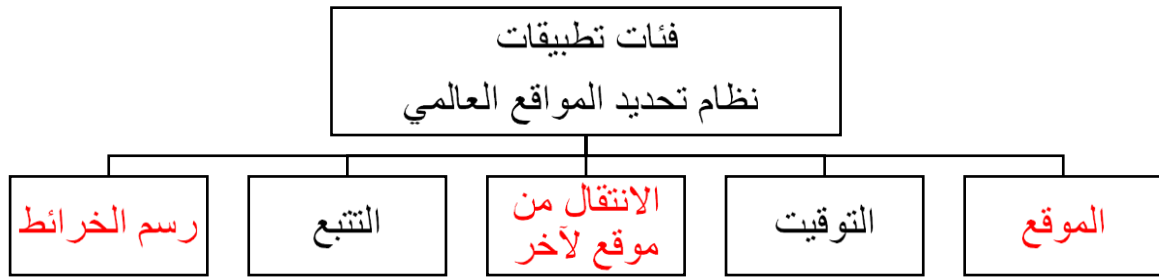 فئات تطبيقات
نظام تحديد المواقع العالمي
الموقع
التوقيت
الانتقال من
موقع لآخر
التتبع
رسم الخرائط